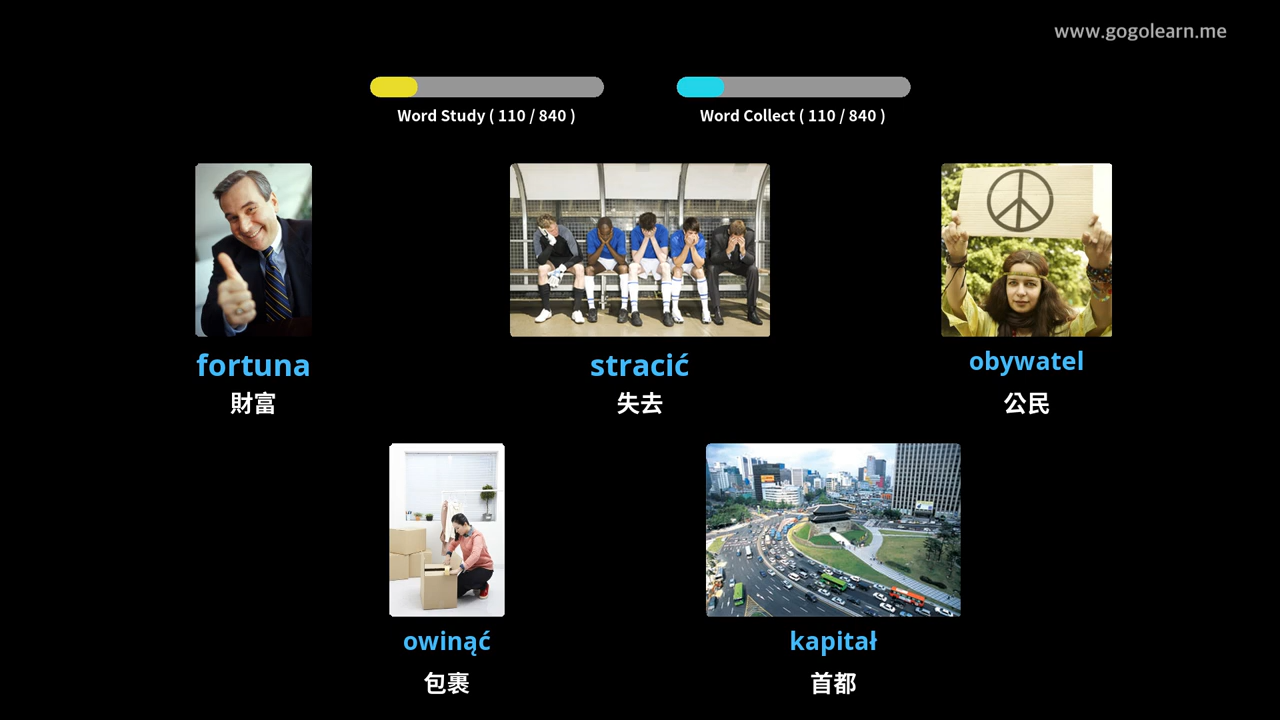 www.gogolearn.me
Word Study ( 110 / 840 )
Word Collect ( 110 / 840 )
fortuna
財富
stracić
失去
obywatel
公民
owinąć
包裹
kapitał
首都